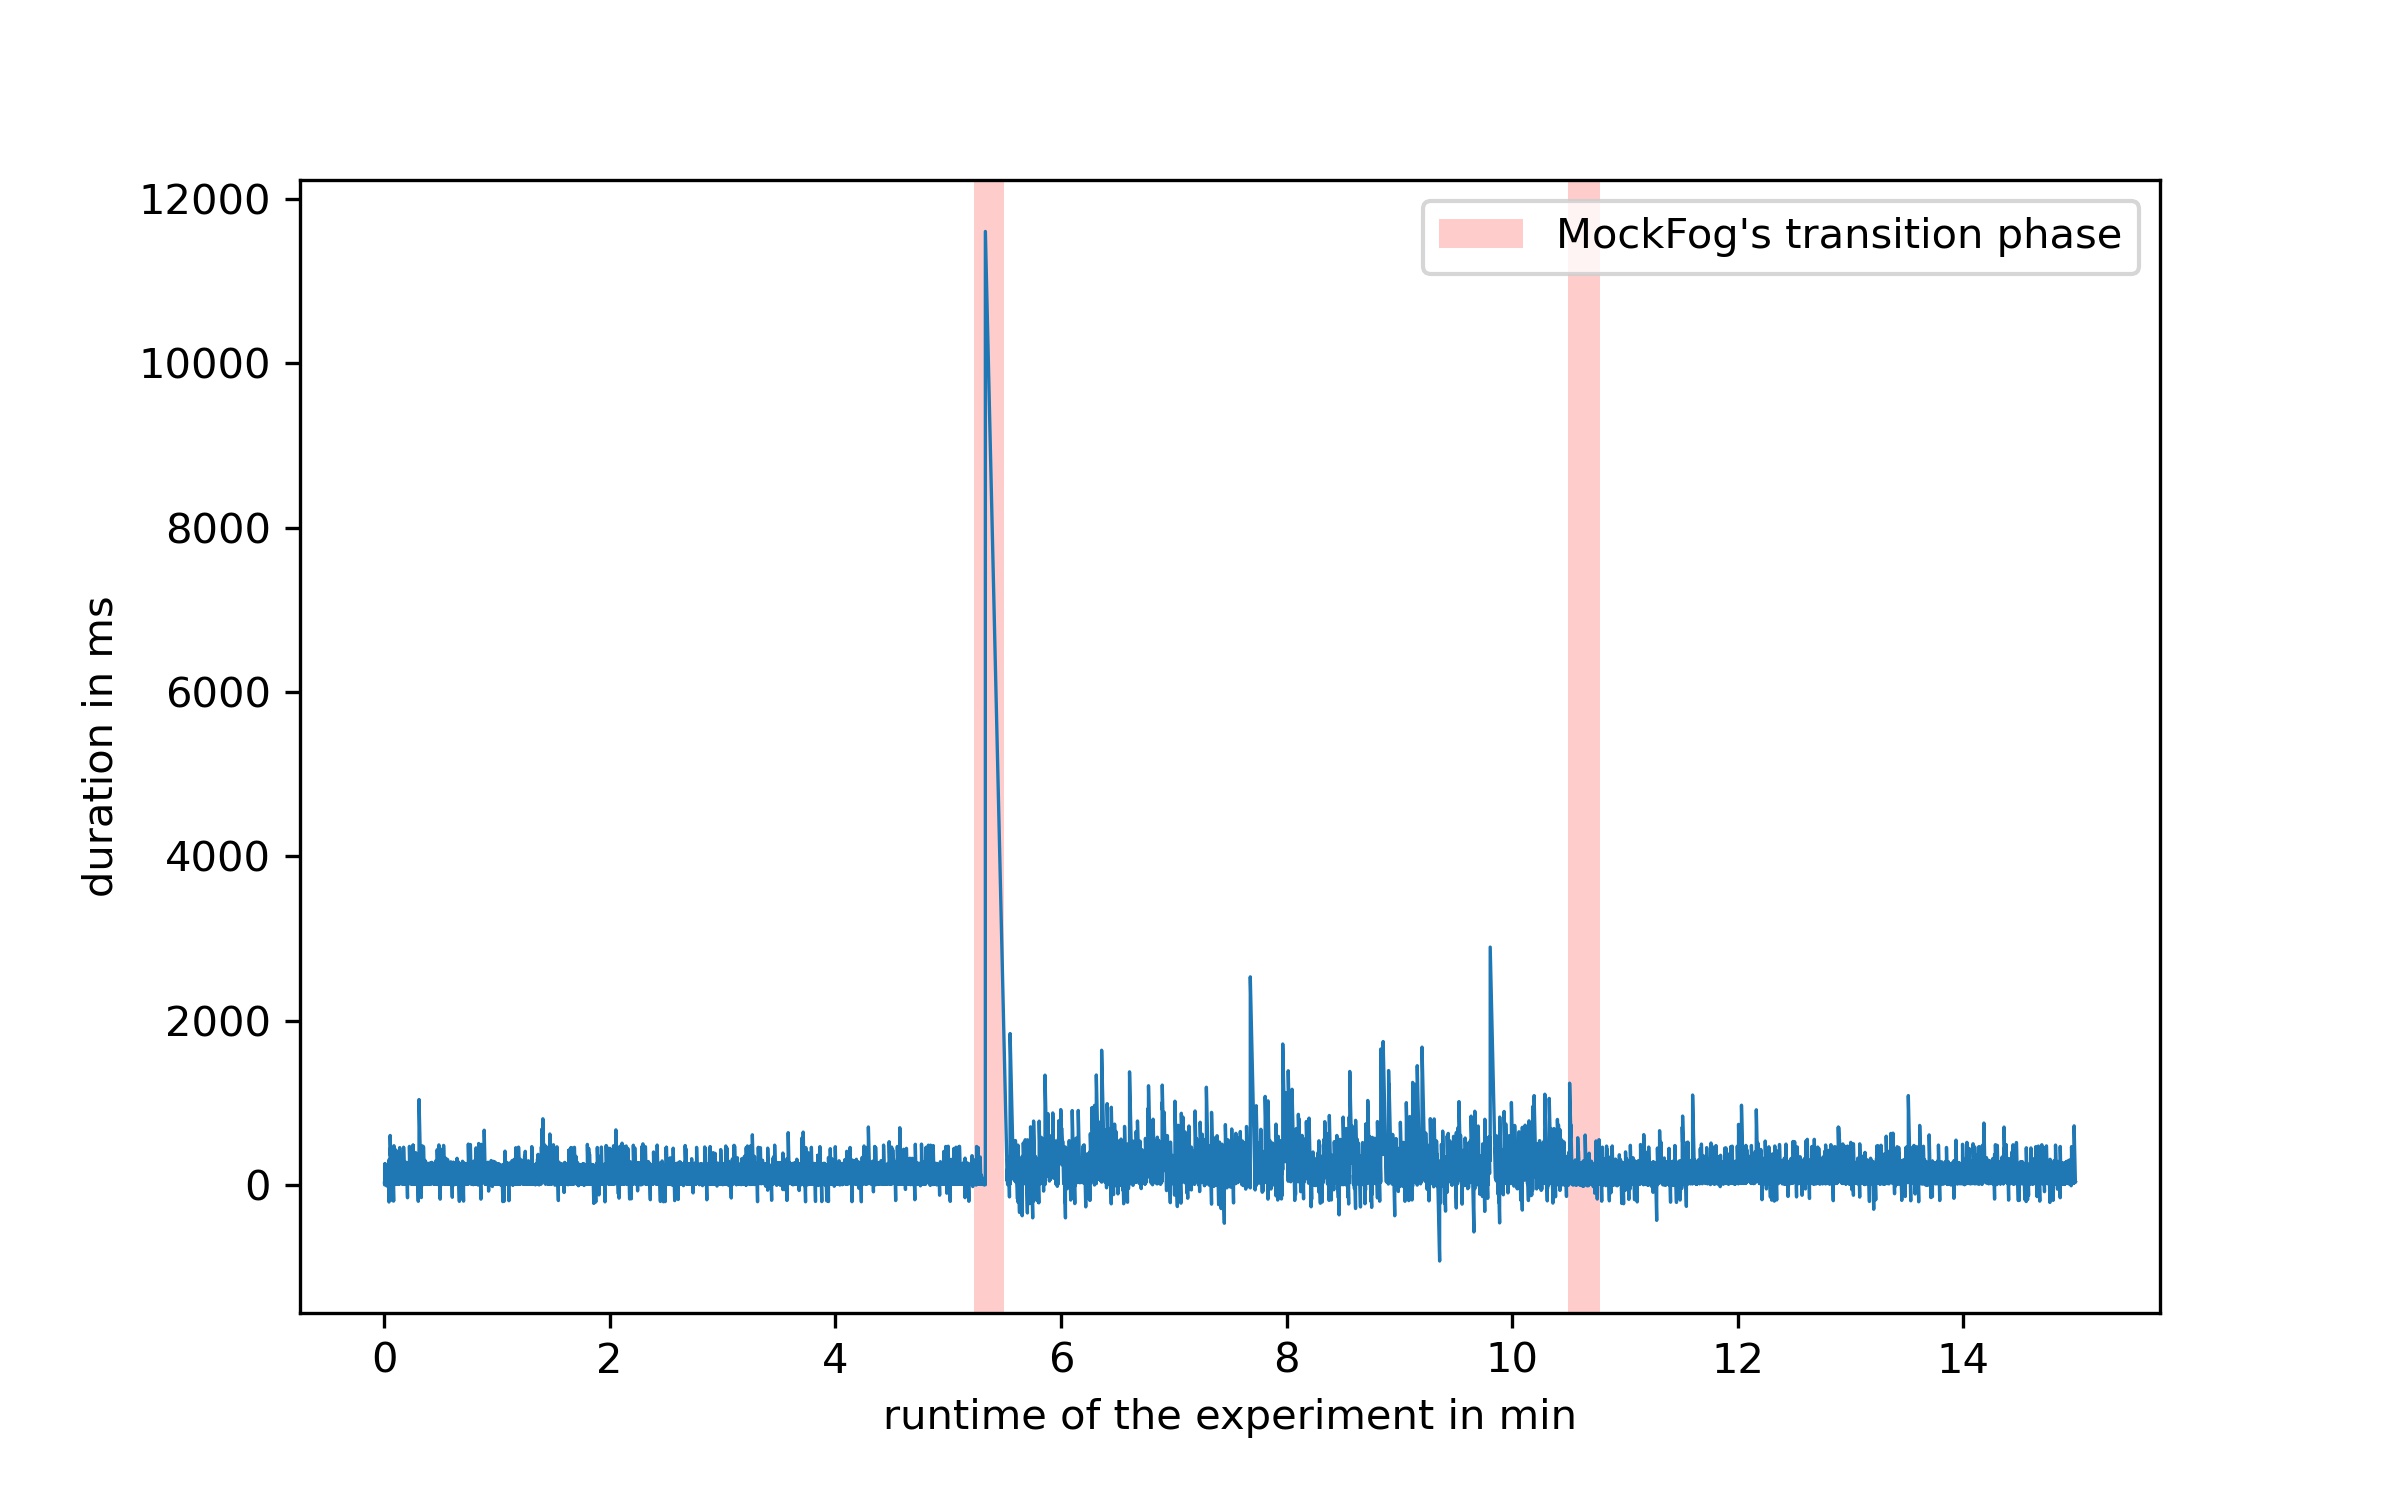 MockFog's transition phase
12000
10000
8000
6000
4000
2000
0
duration in ms
0 2 4 6 8 10 12 14
runtime of the experiment in min